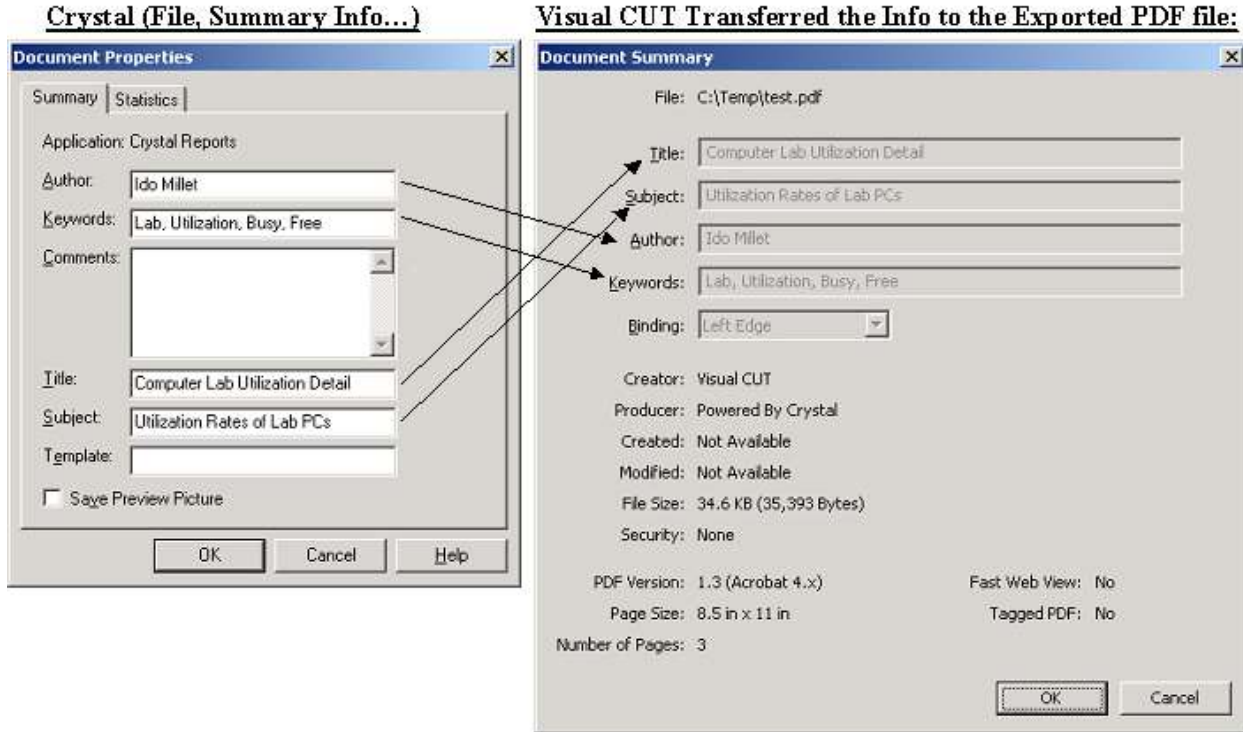 Crystal (File, Summary Info…)
Document Properties
Summary
Statistics
Application: Crystal Reports
Author: Ido Millet
Keywords: Lab, Utilization, Busy, Free
Comments:
Title: Computer Lab Utilization Detail
Subject: Utilization Rates of Lab PCs
Template:
Save Preview Picture
OK
Cancel
Help
Visual CUT Transferred the Info to the Exported PDF file:
Document Summary
File: C:\Temp\test.pdf
Title: Computer Lab Utilization Detail
Subject: Utilization Rates of Lab PCs
Author: Ido Millet
Keywords: Lab, Utilization, Busy, Free
Binding: Left Edge
Creator: Visual CUT
Producer: Powered By Crystal
Created: Not Available
Modified: Not Available
File Size: 34.6 KB (35,393 Bytes)
Security: None
PDF Version: 1.3 (Acrobat 4.x) Fast Web View: No
Page Size: 8.5 in x 11 in Tagged PDF: No
Number of Pages: 3
OK
Cancel